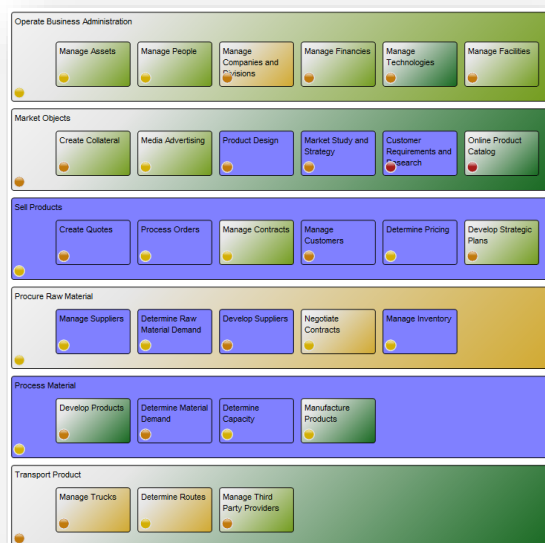 Operate Business Administration
Manage Assets
Manage People
Manage
Companies and
Divisions
Manage Financies
Manage
Technologies
Manage Facilities
Market Objects
Create Collateral
Media Advertising
Product Design
Market Study and
Strategy
Customer
Requirements and
Research
Online Product
Catalog
Sell Products
Create Quotes
Process Orders
Manage Contracts
Manage
Customers
Determine Pricing
Develop Strategic
Plans
Procure Raw Material
Manage Suppliers
Determine Raw
Material Demand
Develop Suppliers
Negotiate
Contracts
Manage Inventory
Process Material
Develop Products
Determine Material
Demand
Determine
Capacity
Manufacture
Products
Transport Product
Manage Trucks
Determine Routes
Manage Third
Party Providers